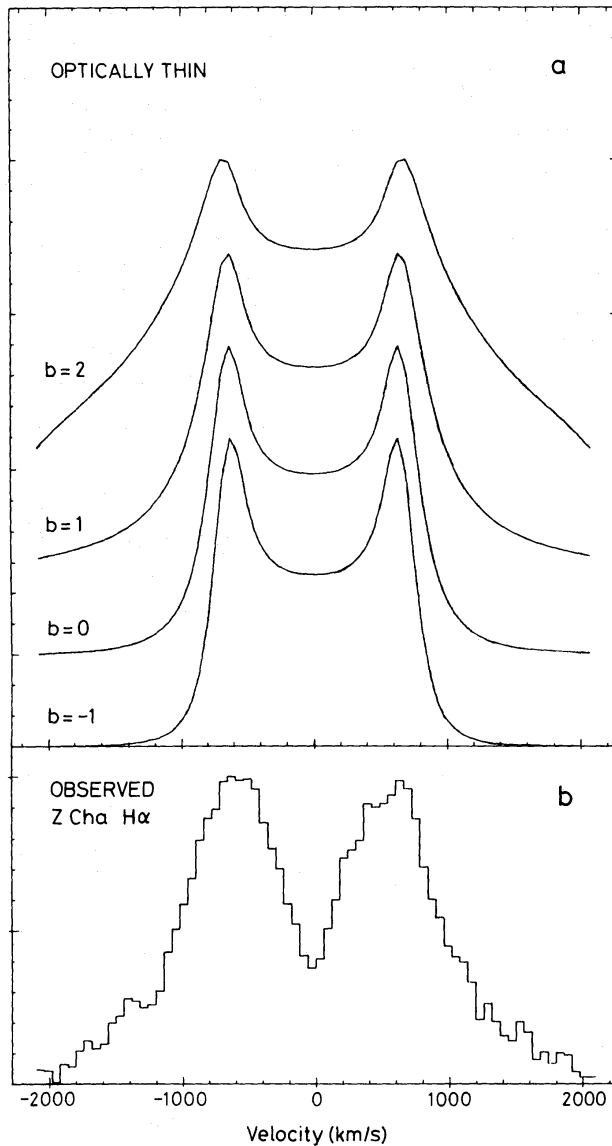 OPTICALLY THIN
a
b=2
b=1
b=0
b=-1
OBSERVED
Z Cha Hα
b
-2000 -1000 0 1000 2000
Velocity (km/s)